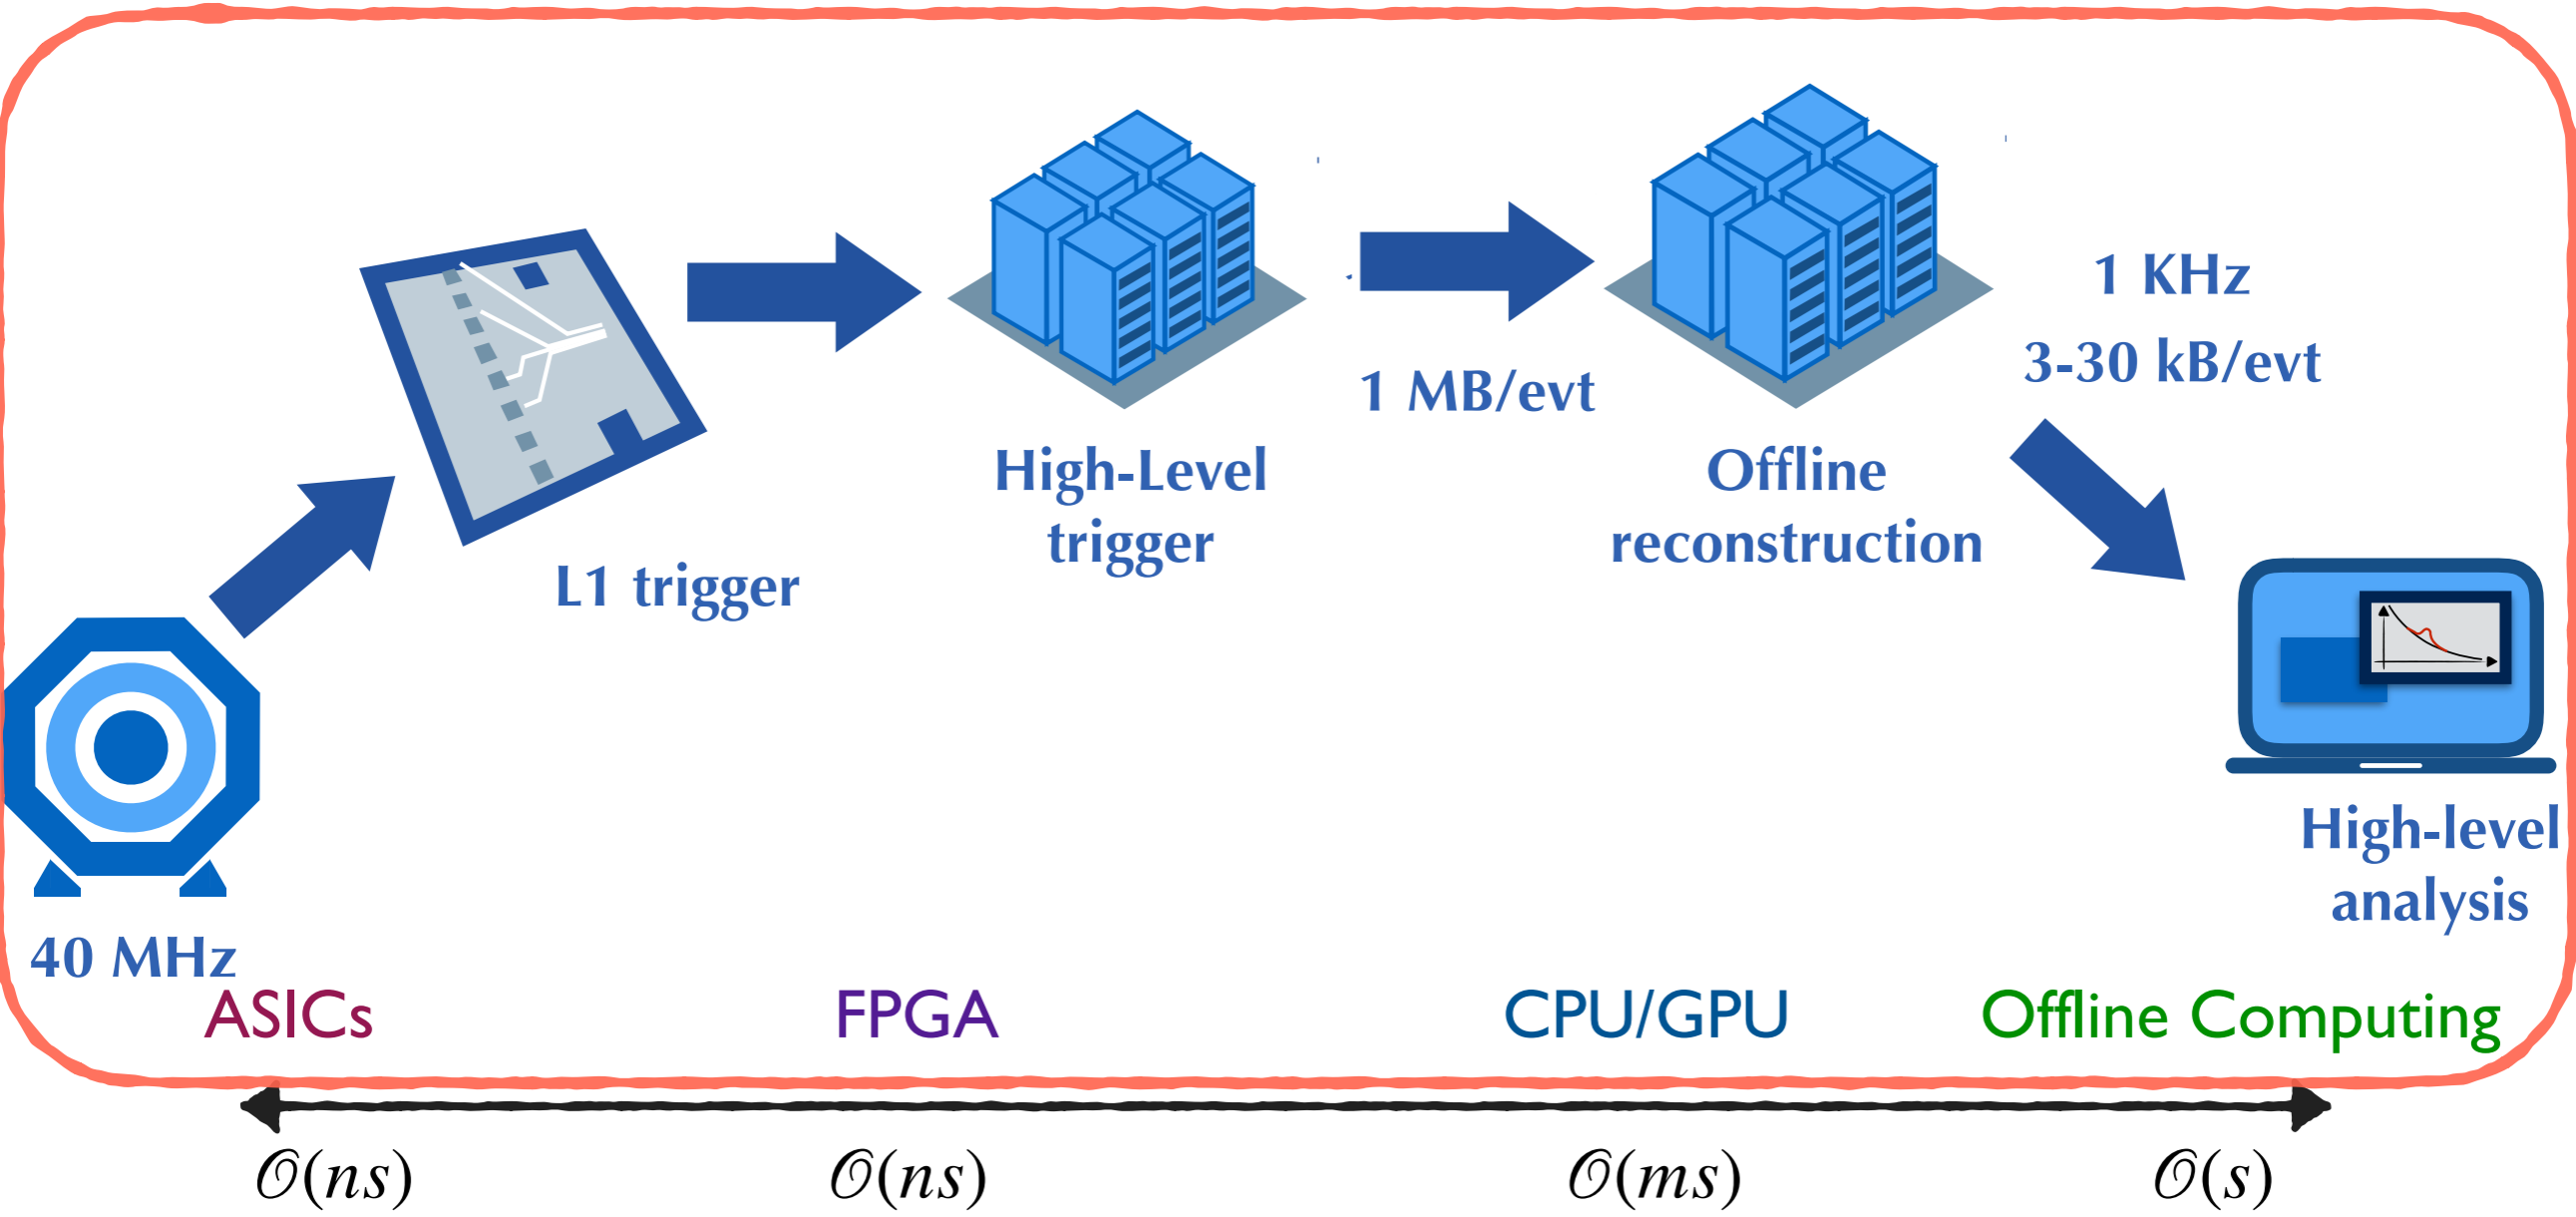 40 MHz
L1 trigger
High-Level
trigger
1 MB/evt
Offline
reconstruction
1 KHz
3-30 kB/evt
High-level
analysis
ASICs
FPGA
CPU/GPU
Offline Computing
𝒪(ns)
𝒪(ns)
𝒪(ms)
𝒪(s)